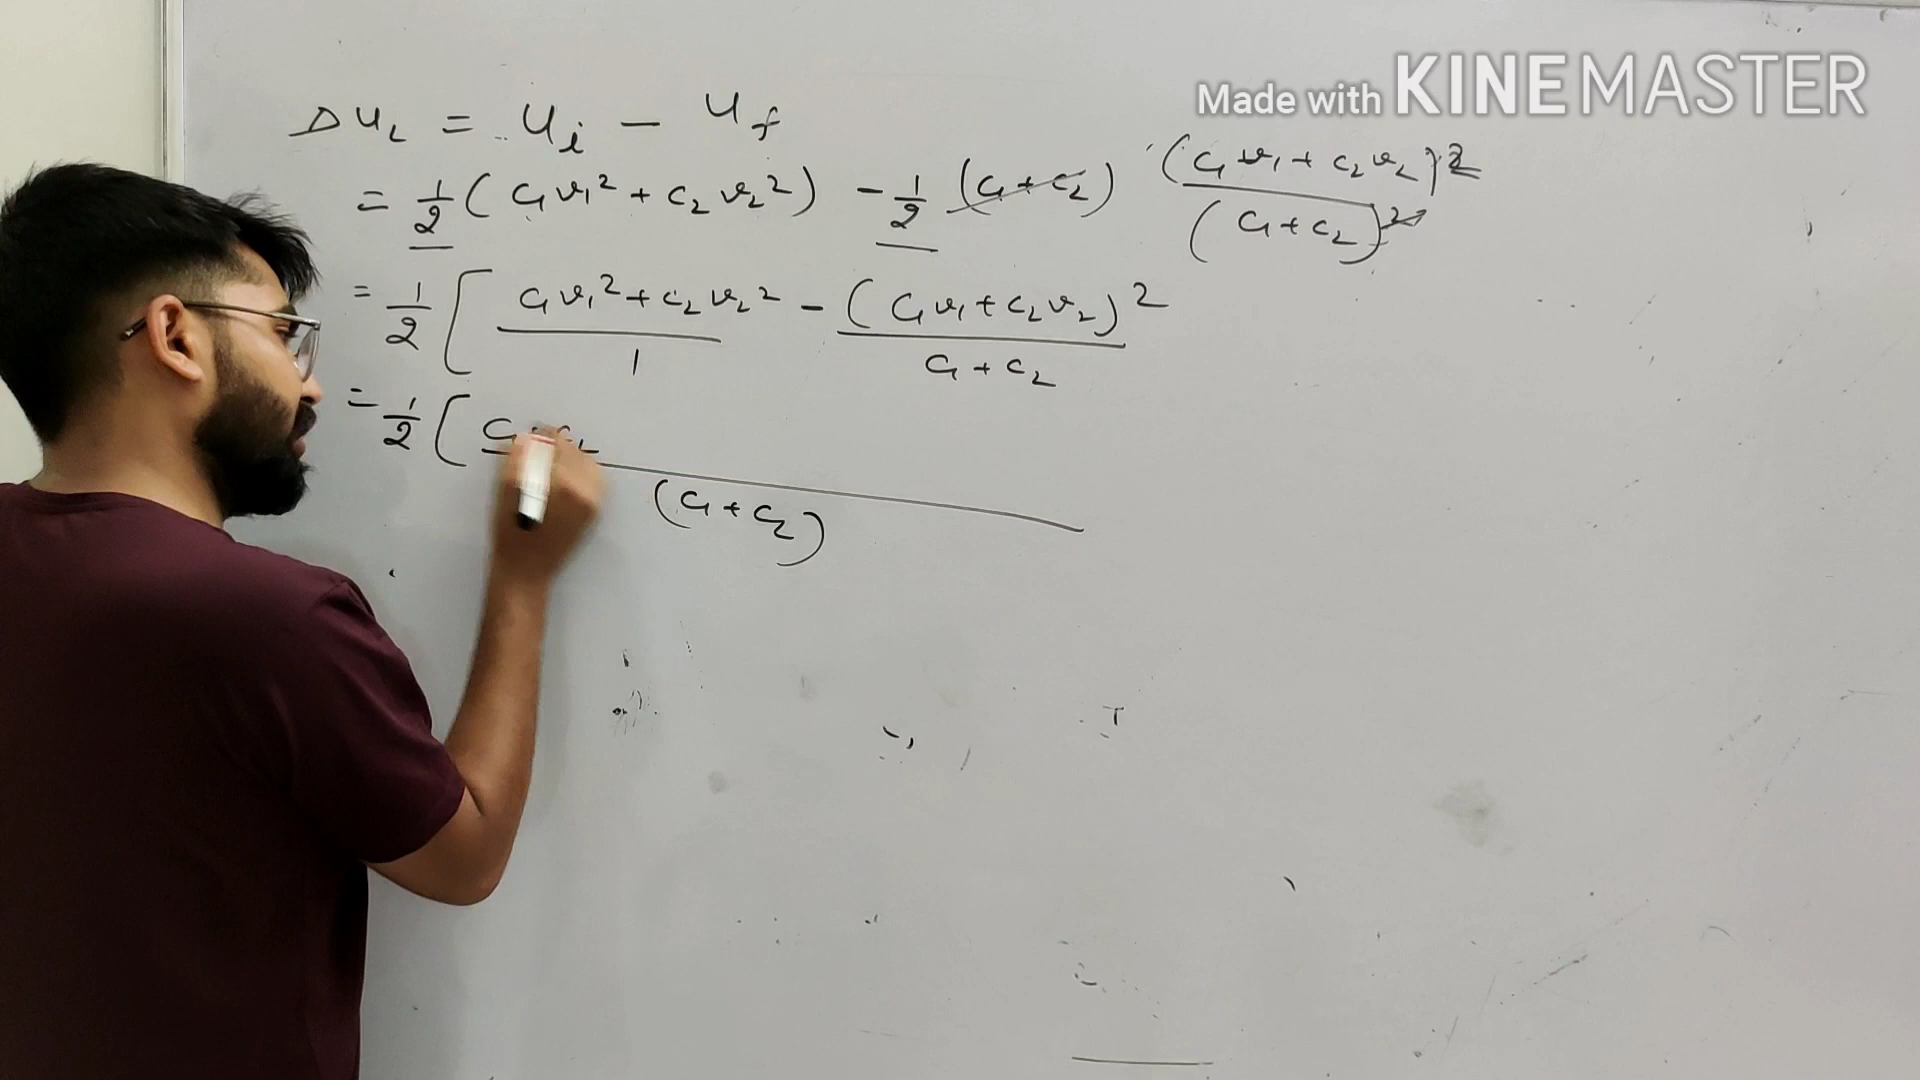 Made with KINEMASTER
ΔU_L = U_i - U_f
= 1/2 (C₁v₁² + C₂v₂²) - 1/2 (C₁+C₂) (C₁v₁ + C₂v₂)² / (C₁+C₂)²
= 1/2 [ C₁v₁² + C₂v₂² / 1 - (C₁v₁ + C₂v₂)² / C₁ + C₂
= 1/2 [ C₁ + C₂ / (C₁ + C₂)